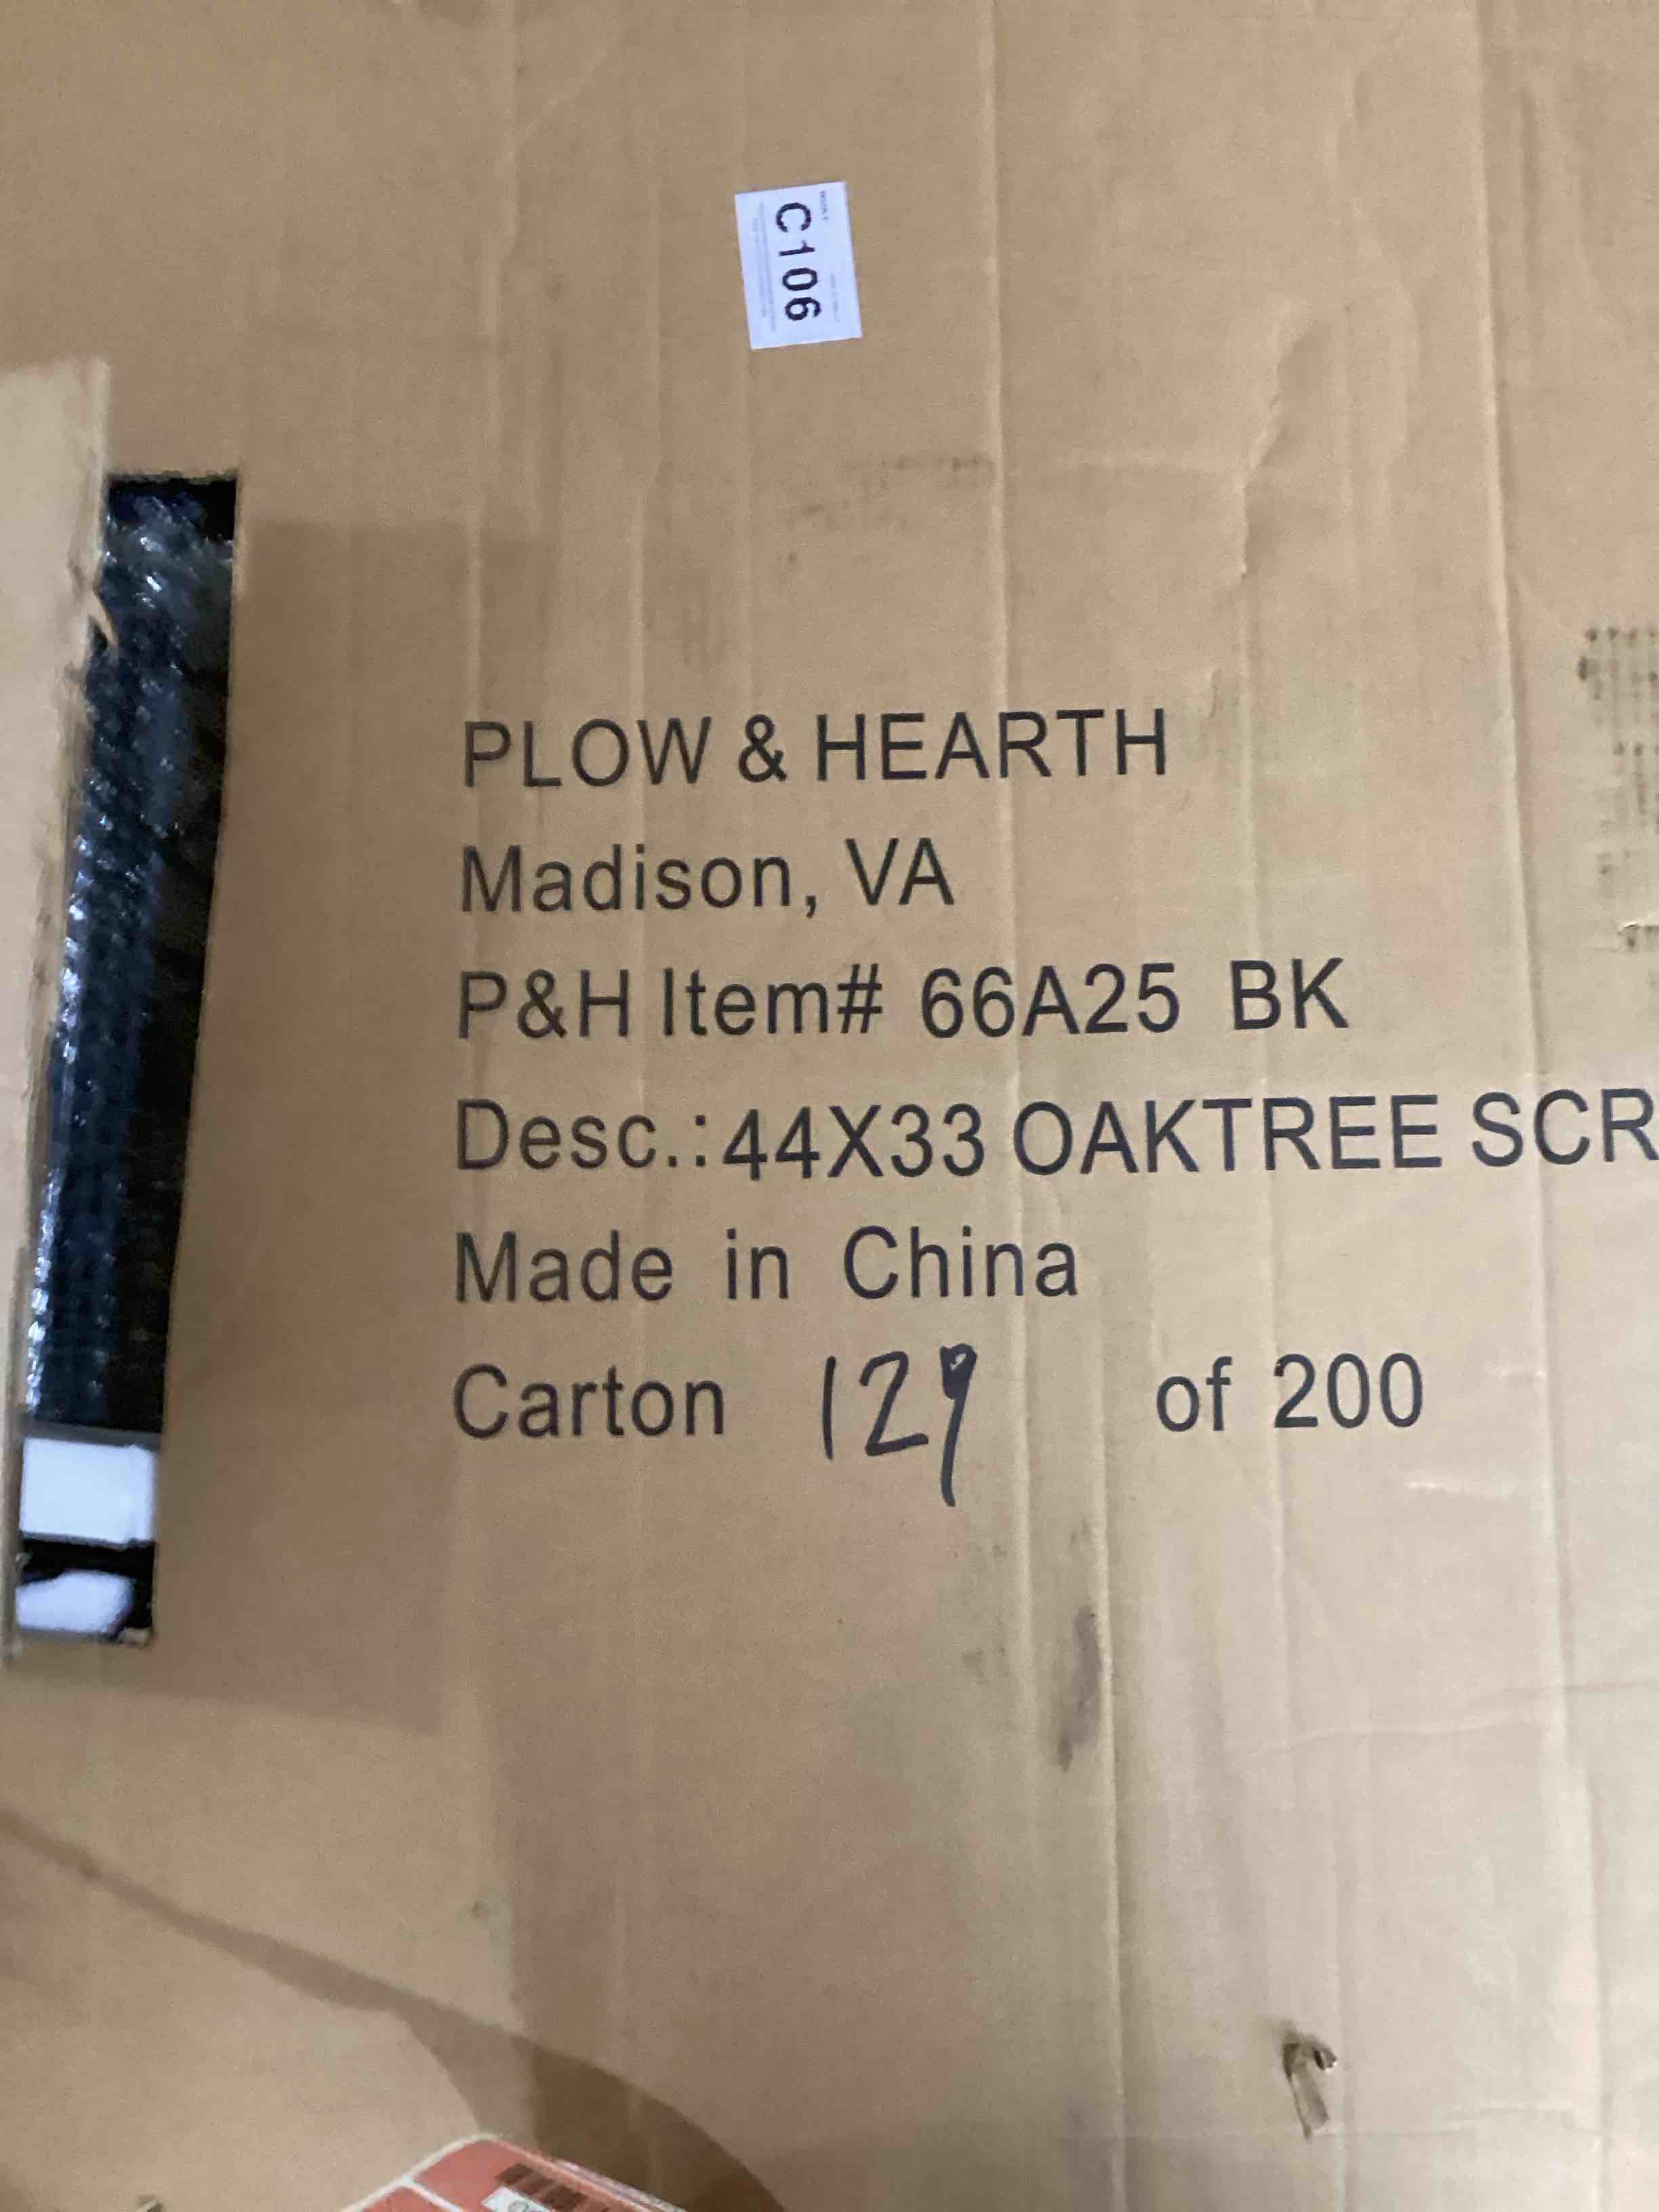 C106
PLOW & HEARTH
Madison, VA
P&H Item# 66A25 BK
Desc.:44X33 OAKTREE SCR
Made in China
Carton 129 of 200